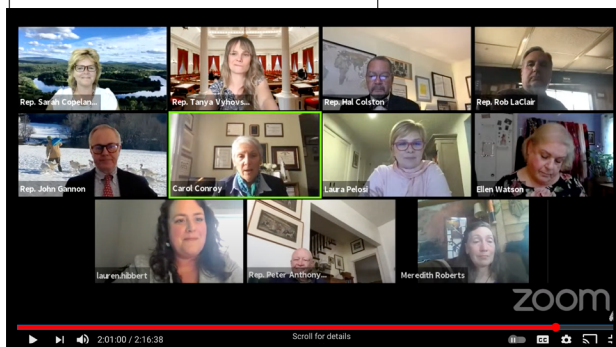 Rep. Sarah Copelan...
Rep. Tanya Vyhovs...
Rep. Hal Colston
Rep. Rob LaClair
Rep. John Gannon
Carol Conroy
Laura Pelosi
Ellen Watson
lauren.hibbert
Rep. Peter Anthony...
Meredith Roberts
zoom
2:01:00 / 2:16:38
Scroll for details
CC